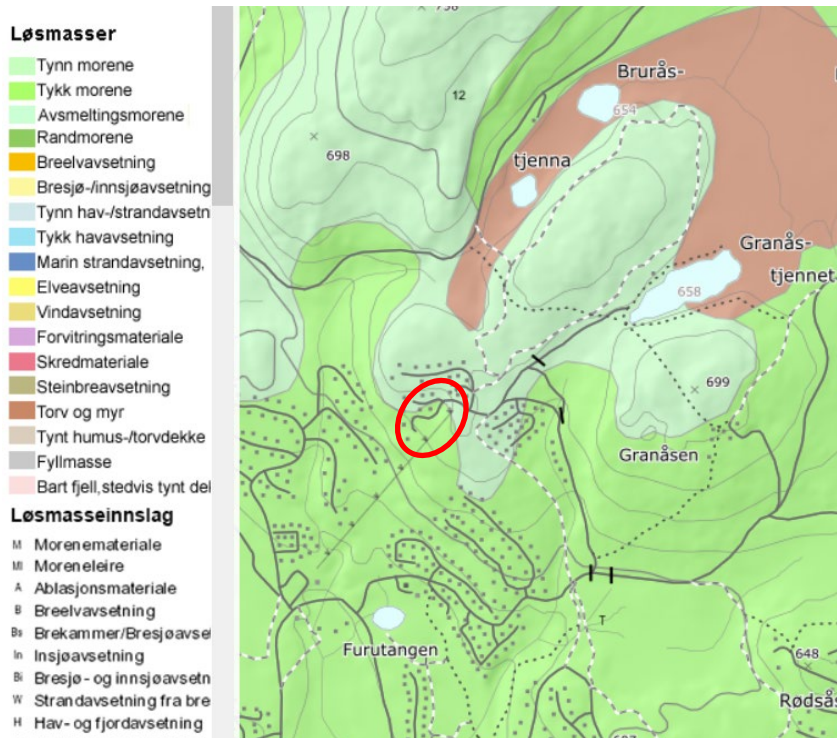 Løsmasser
Tynn morene
Tykk morene
Avsmeltingsmorene
Randmorene
Breelvavsetning
Bresjø-/innsjøavsetning
Tynn hav-/strandavsetn
Tykk havavsetning
Marin strandavsetning,
Elveavsetning
Vindavsetning
Forvitringsmateriale
Skredmateriale
Steinbreavsetning
Torv og myr
Tynt humus-/torvdekke
Fyllmasse
Bart fjell,stedvis tynt del
Løsmasseinnslag
M Morenemateriale
Ml Moreneleire
A Ablasjonsmateriale
B Breelvavsetning
Bs Brekammer/Bresjøavset
In Insjøavsetning
Bi Bresjø- og innsjøavsetn
W Strandavsetning fra bre
H Hav- og fjordavsetning
12
698
Brurås-
654
tjenna
Granås-
tjennet
658
699
Granåsen
T
Furutangen
648
Rødsås